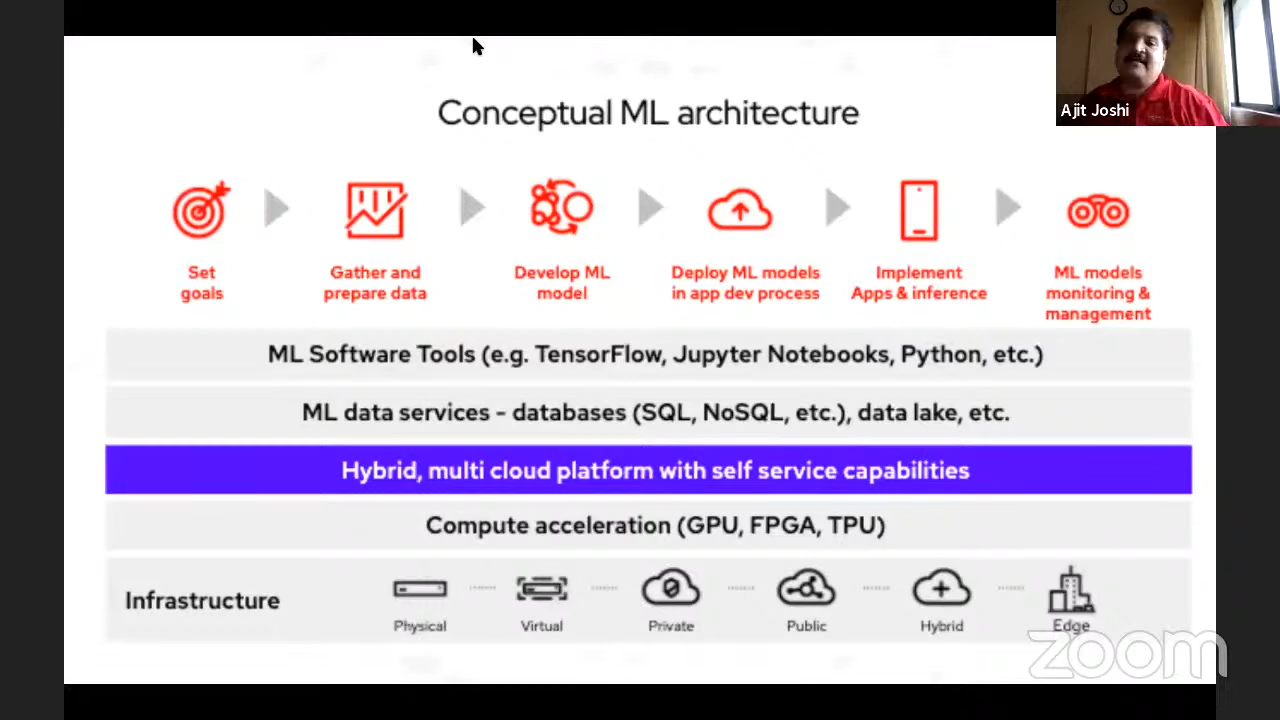 Conceptual ML architecture
Ajit Joshi
Set
goals
Gather and
prepare data
Develop ML
model
Deploy ML models
in app dev process
Implement
Apps & inference
ML models
monitoring &
management
ML Software Tools (e.g. TensorFlow, Jupyter Notebooks, Python, etc.)
ML data services - databases (SQL, NoSQL, etc.), data lake, etc.
Hybrid, multi cloud platform with self service capabilities
Compute acceleration (GPU, FPGA, TPU)
Infrastructure
Physical
Virtual
Private
Public
Hybrid
Edge
zoom